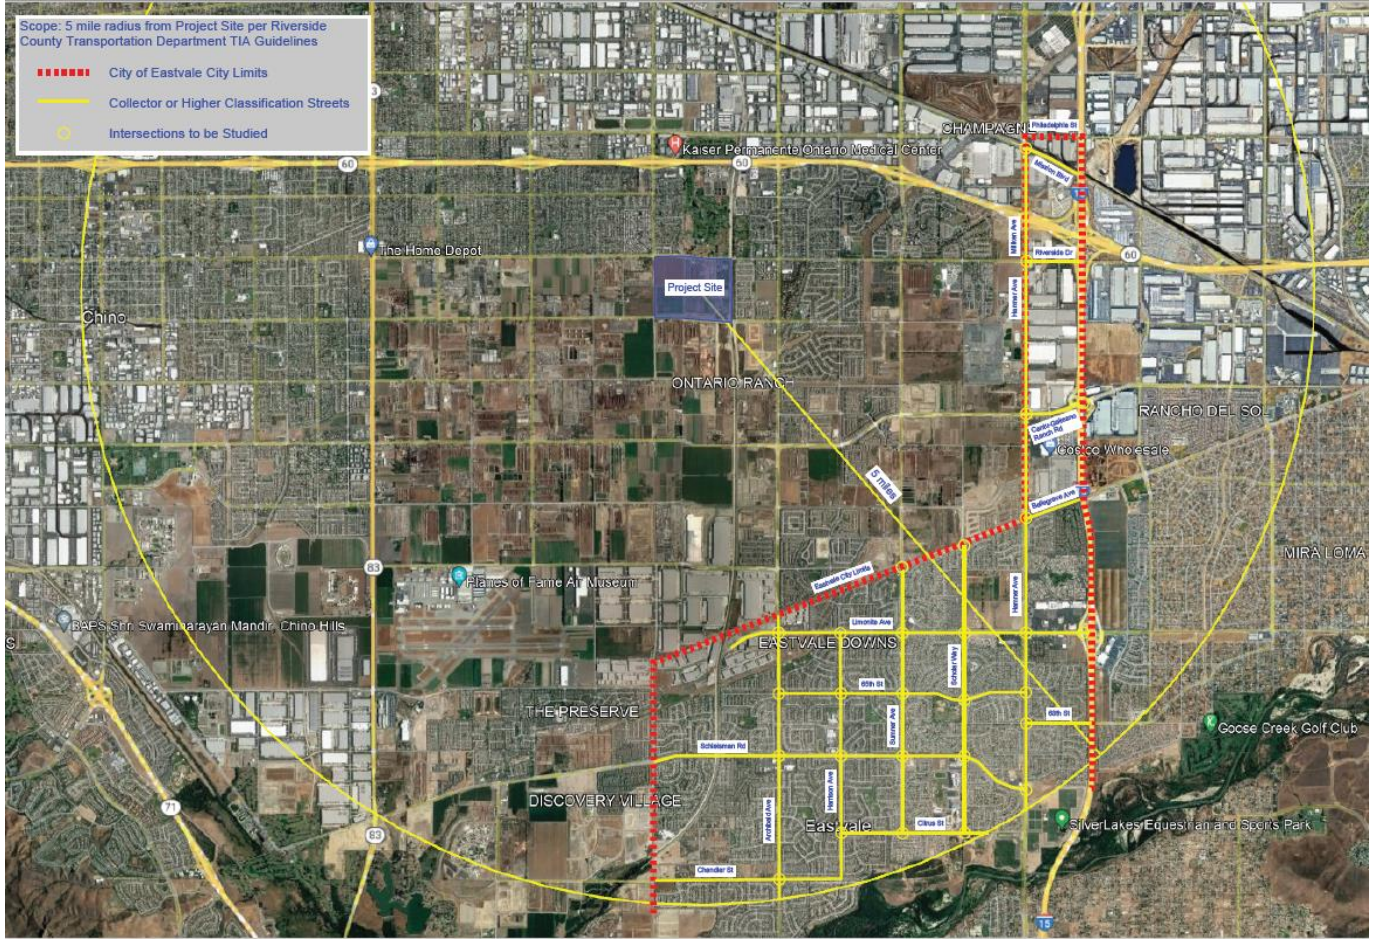 Scope: 5 mile radius from Project Site per Riverside
County Transportation Department TIA Guidelines
City of Eastvale City Limits
Collector or Higher Classification Streets
Intersections to be Studied
3
CHAMPAGNE
Philadelphia St
Kaiser Permanente Ontario Medical Center
60
60
Mission Blvd
Milliken Ave
The Home Depot
Riverside Dr
60
Project Site
Hamner Ave
Chino
ONTARIO RANCH
RANCHO DEL SOL
Cantu-Galleano
Ranch Rd
Costco Wholesale
5 miles
Bellegrave Ave
MIRA LOMA
83
Eastvale City Limits
Planes of Fame Air Museum
Hamner Ave
BAPS Shri Swaminarayan Mandir, Chino Hills
S
Limonite Ave
EASTVALE DOWNS
Scholar Way
65th St
THE PRESERVE
Sumner Ave
68th St
Goose Creek Golf Club
Schleisman Rd
Harrison Ave
DISCOVERY VILLAGE
71
Archibald Ave
Eastvale
Citrus St
SilverLakes Equestrian and Sports Park
83
Chandler St
15